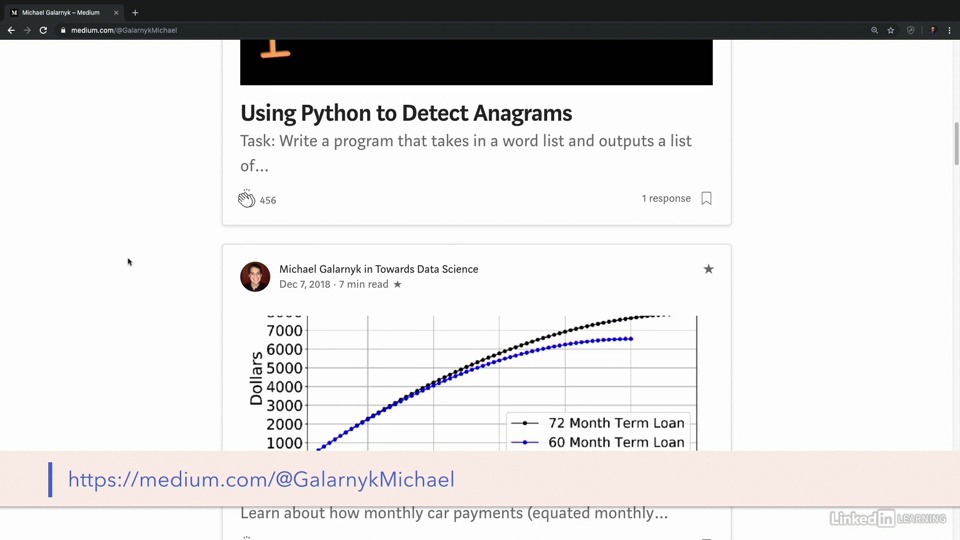 Michael Galarnyk – Medium
medium.com/@GalarnykMichael
Using Python to Detect Anagrams
Task: Write a program that takes in a word list and outputs a list
of...
456
1 response
Michael Galarnyk in Towards Data Science
Dec 7, 2018 · 7 min read ★
7000
6000
5000
4000
3000
2000
1000
Dollars
72 Month Term Loan
60 Month Term Loan
https://medium.com/@GalarnykMichael
Learn about how monthly car payments (equated monthly...
Linked in LEARNING